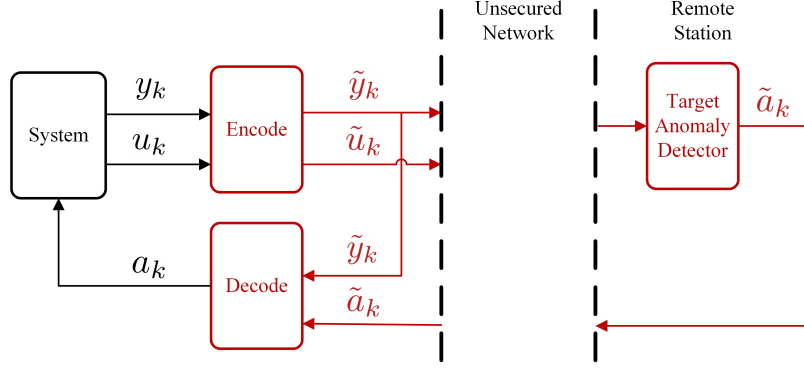 Unsecured
Network
Remote
Station
System
y_k
u_k
Encode
ỹ_k
ũ_k
Target
Anomaly
Detector
ã_k
a_k
Decode
ỹ_k
ã_k